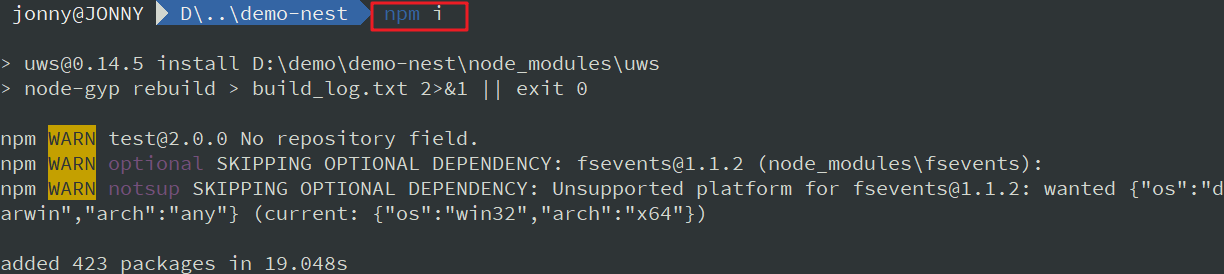 jonny@JONNY D\..\demo-nest npm i
> uws@0.14.5 install D:\demo\demo-nest\node_modules\uws
> node-gyp rebuild > build_log.txt 2>&1 || exit 0
npm WARN test@2.0.0 No repository field.
npm WARN optional SKIPPING OPTIONAL DEPENDENCY: fsevents@1.1.2 (node_modules\fsevents):
npm WARN notsup SKIPPING OPTIONAL DEPENDENCY: Unsupported platform for fsevents@1.1.2: wanted {"os":"d
arwin","arch":"any"} (current: {"os":"win32","arch":"x64"})
added 423 packages in 19.048s